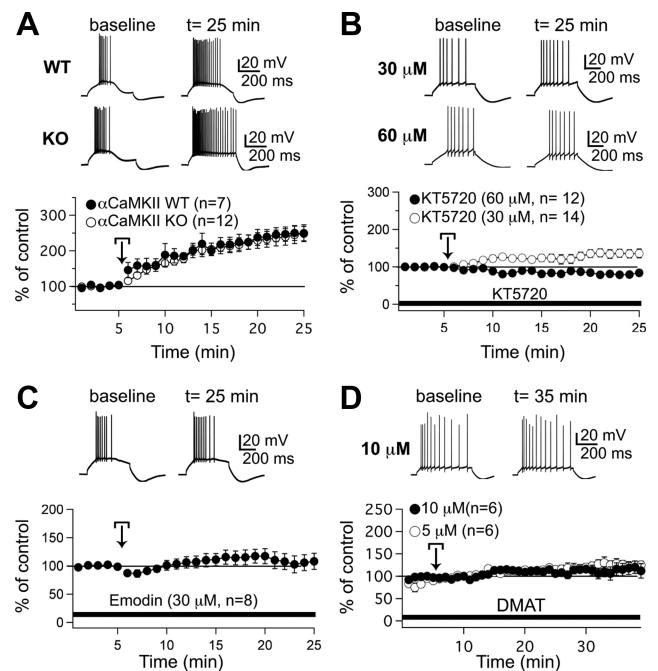 A
baseline t= 25 min
WT
20 mV
200 ms
KO
20 mV
200 ms
αCaMKII WT (n=7)
αCaMKII KO (n=12)
% of control
300
200
100
0 5 10 15 20 25
Time (min)
B
baseline t= 25 min
30 μM
20 mV
200 ms
60 μM
20 mV
200 ms
KT5720 (60 μM, n= 12)
KT5720 (30 μM, n= 14)
% of control
300
200
100
0
KT5720
0 5 10 15 20 25
Time (min)
C
baseline t= 25 min
20 mV
200 ms
% of control
200
150
100
50
0
Emodin (30 μM, n=8)
5 10 15 20 25
Time (min)
D
baseline t= 35 min
10 μM
20 mV
200 ms
10 μM(n=6)
5 μM (n=6)
% of control
250
200
150
100
50
0
DMAT
10 20 30
Time (min)